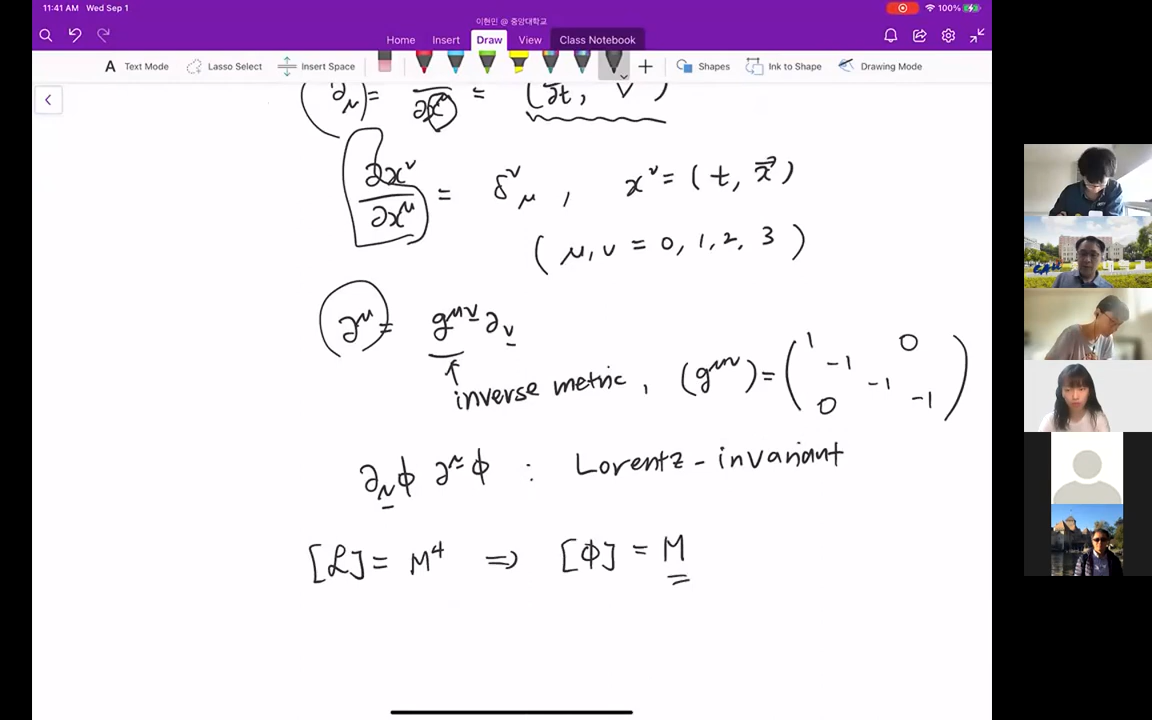 11:41 AM Wed Sep 1
100%
이현민 @ 중앙대학교
Home Insert Draw View Class Notebook
Text Mode Lasso Select Insert Space Shapes Ink to Shape Drawing Mode
∂μ = ∂x^μ = (∂t, ∇)
∂x^ν/∂x^μ = δ^ν_μ , x^ν = (t, x⃗)
(μ,ν = 0, 1, 2, 3)
∂^μ = g^μν ∂_ν
inverse metric, (g^μν) = ( 1 -1 -1 -1 0 0 )
∂_μ φ ∂^μ φ : Lorentz-invariant
[ℒ] = M^4 ⇒ [φ] = M